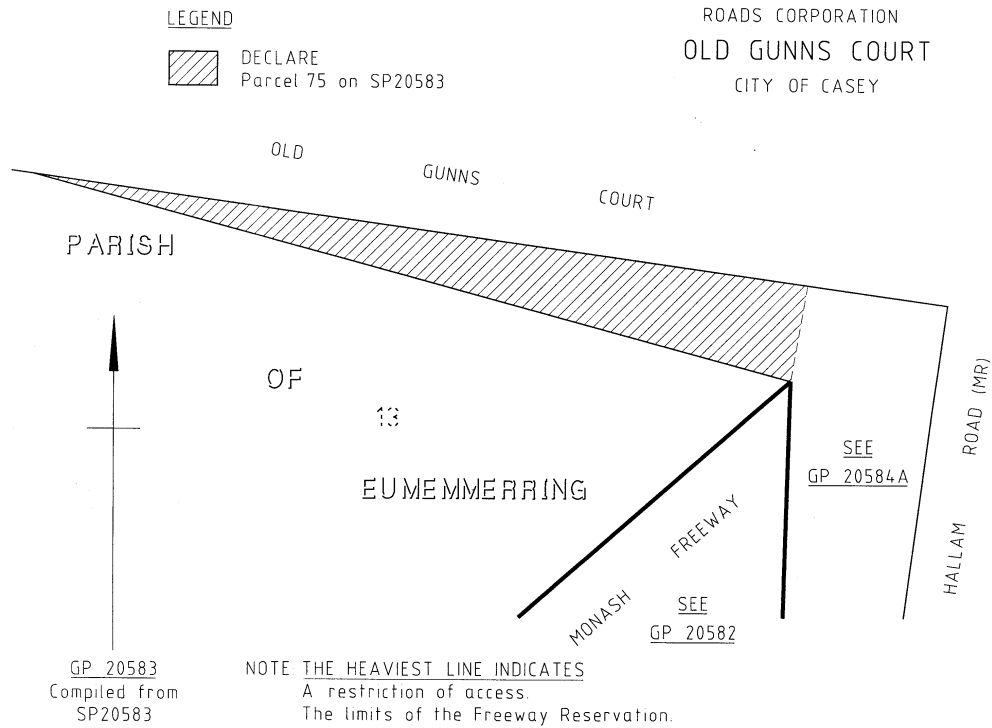 LEGEND
DECLARE
Parcel 75 on SP20583
ROADS CORPORATION
OLD GUNNS COURT
CITY OF CASEY
OLD GUNNS COURT
PARISH
OF
13
EUMEMMERRING
SEE
GP 20584A
HALLAM ROAD (MR)
MONASH FREEWAY
SEE
GP 20582
GP 20583
Compiled from
SP20583
NOTE THE HEAVIEST LINE INDICATES
A restriction of access.
The limits of the Freeway Reservation.